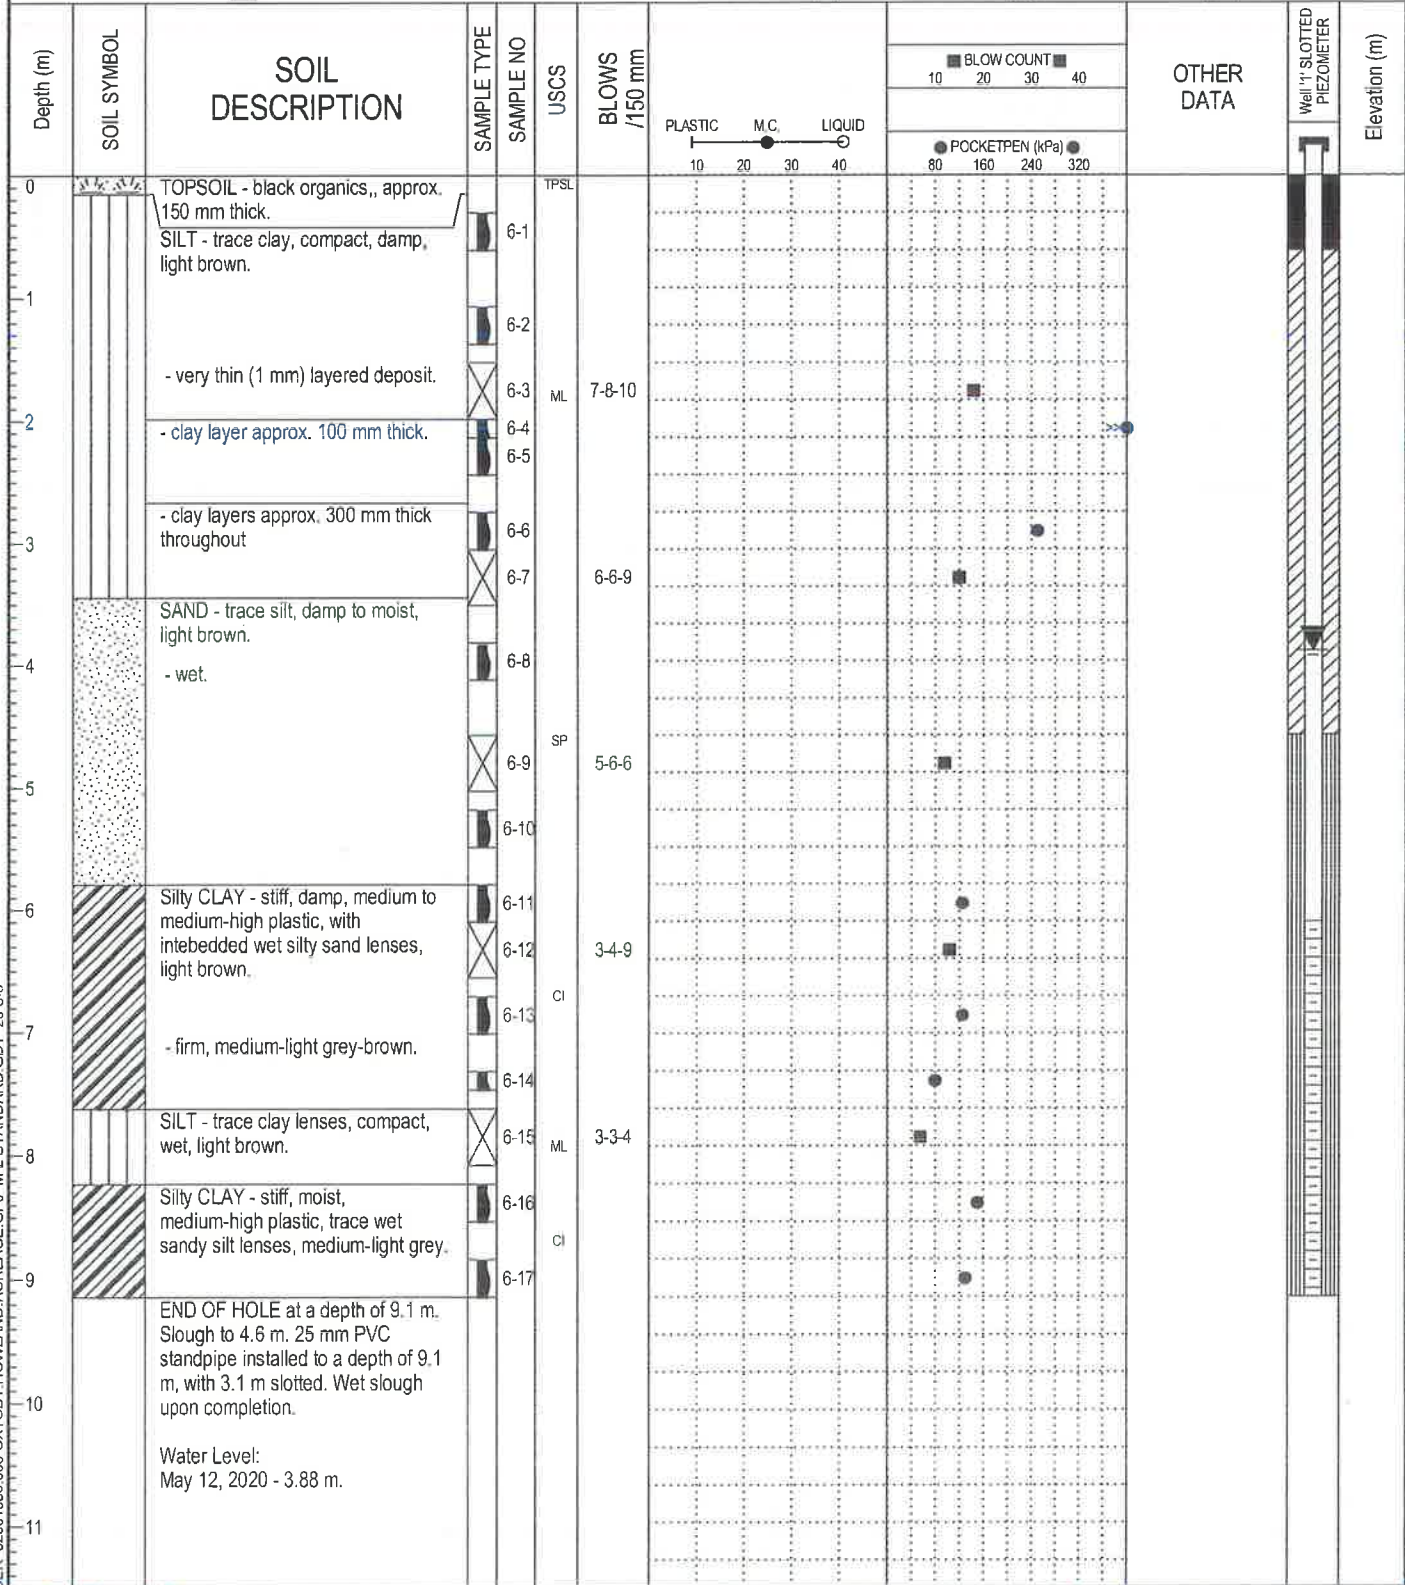 Depth (m)
SOIL SYMBOL
SOIL
DESCRIPTION
SAMPLE TYPE
SAMPLE NO
USCS
BLOWS
/150 mm
PLASTIC M.C. LIQUID
10 20 30 40
BLOW COUNT
10 20 30 40
POCKETPEN (kPa)
80 160 240 320
OTHER
DATA
Well '1' SLOTTED
PIEZOMETER
Elevation (m)
0
TOPSOIL - black organics,, approx.
150 mm thick.
TPSL
SILT - trace clay, compact, damp,
light brown.
6-1
1
6-2
- very thin (1 mm) layered deposit.
6-3
ML
7-8-10
2
- clay layer approx. 100 mm thick.
6-4
>>
6-5
- clay layers approx. 300 mm thick
throughout
6-6
3
6-7
6-6-9
SAND - trace silt, damp to moist,
light brown.
- wet.
4
6-8
SP
6-9
5-6-6
5
6-10
Silty CLAY - stiff, damp, medium to
medium-high plastic, with
intebedded wet silty sand lenses,
light brown.
6
6-11
6-12
3-4-9
CI
6-13
7
- firm, medium-light grey-brown.
6-14
SILT - trace clay lenses, compact,
wet, light brown.
6-15
ML
3-3-4
8
Silty CLAY - stiff, moist,
medium-high plastic, trace wet
sandy silt lenses, medium-light grey.
6-16
CI
9
6-17
END OF HOLE at a depth of 9.1 m.
Slough to 4.6 m. 25 mm PVC
standpipe installed to a depth of 9.1
m, with 3.1 m slotted. Wet slough
upon completion.
10
Water Level:
May 12, 2020 - 3.88 m.
11